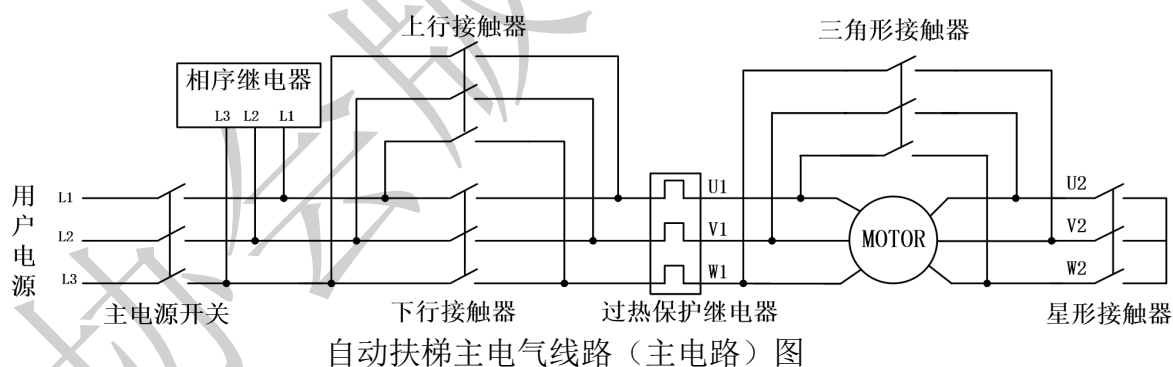 上行接触器
三角形接触器
相序继电器
L3 L2 L1
用户电源
L1
L2
L3
U1
V1
W1
MOTOR
U2
V2
W2
主电源开关
下行接触器
过热保护继电器
星形接触器
自动扶梯主电气线路（主电路）图
协会版